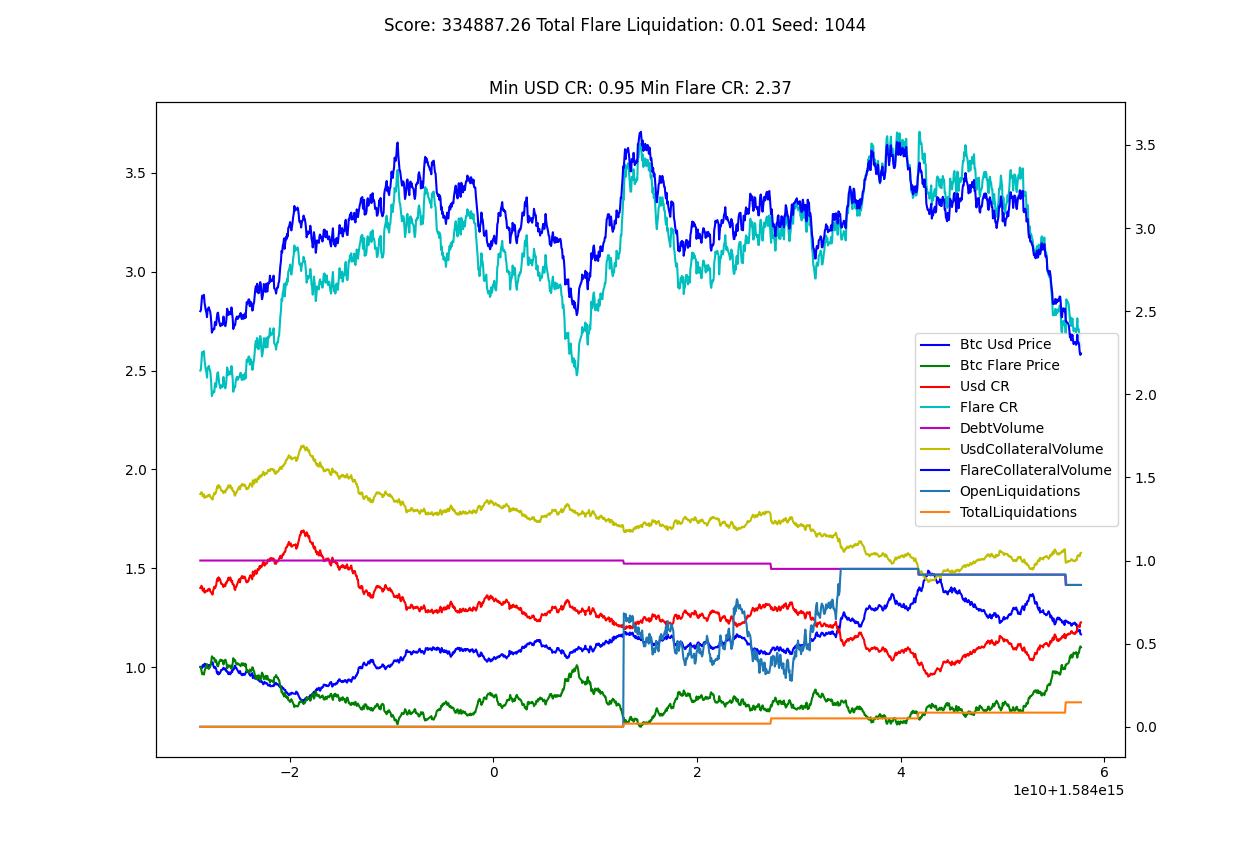 Score: 334887.26 Total Flare Liquidation: 0.01 Seed: 1044
Min USD CR: 0.95 Min Flare CR: 2.37
3.5
3.0
2.5
2.0
1.5
1.0
3.5
3.0
2.5
2.0
1.5
1.0
0.5
0.0
Btc Usd Price
Btc Flare Price
Usd CR
Flare CR
DebtVolume
UsdCollateralVolume
FlareCollateralVolume
OpenLiquidations
TotalLiquidations
−2 0 2 4 6
1e10+1.584e15